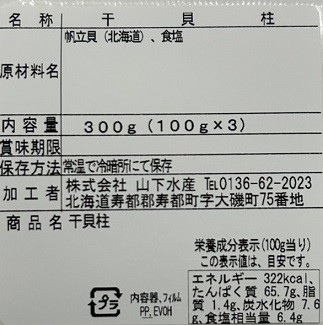 名称 干貝柱
原材料名 帆立貝（北海道）、食塩
内容量 300g（100g×3）
賞味期限
保存方法 常温で冷暗所にて保存
加工者 株式会社 山下水産 ℡0136-62-2023
北海道寿都郡寿都町字大磯町75番地
商品名 干貝柱
栄養成分表示（100g当り）
この表示値は、目安です。
エネルギー 322kcal、
たんぱく質 65.7g、脂
質 1.4g、炭水化物 7.6
g、食塩相当量 6.4g
プラ
内容器、フィルム
PP、EVOH